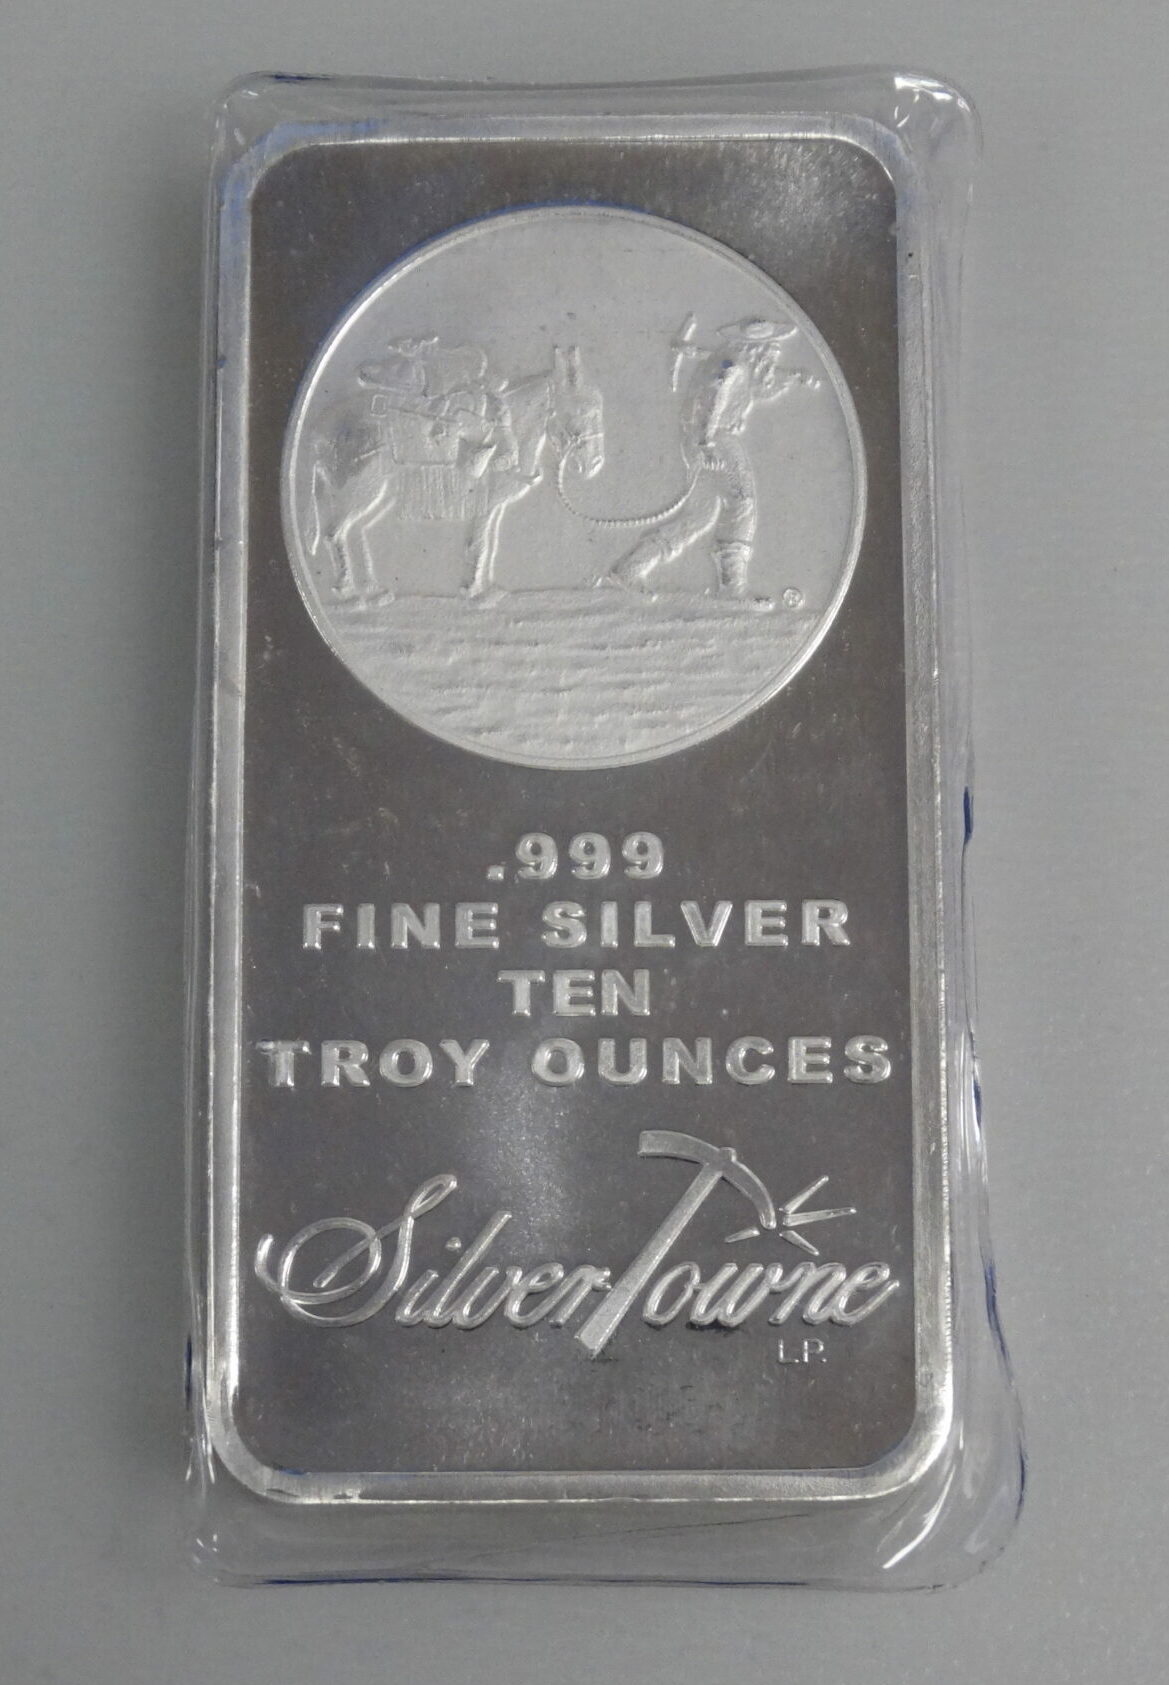 ®
.999
FINE SILVER
TEN
TROY OUNCES
SilverTowne
L.P.